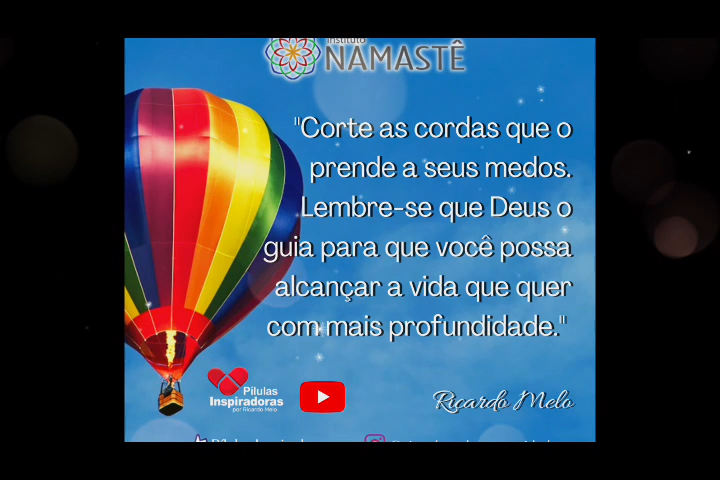 Instituto
NAMASTÊ
"Corte as cordas que o
prende a seus medos.
Lembre-se que Deus o
guia para que você possa
alcançar a vida que quer
com mais profundidade."
Pílulas
Inspiradoras
por Ricardo Melo
Ricardo Melo